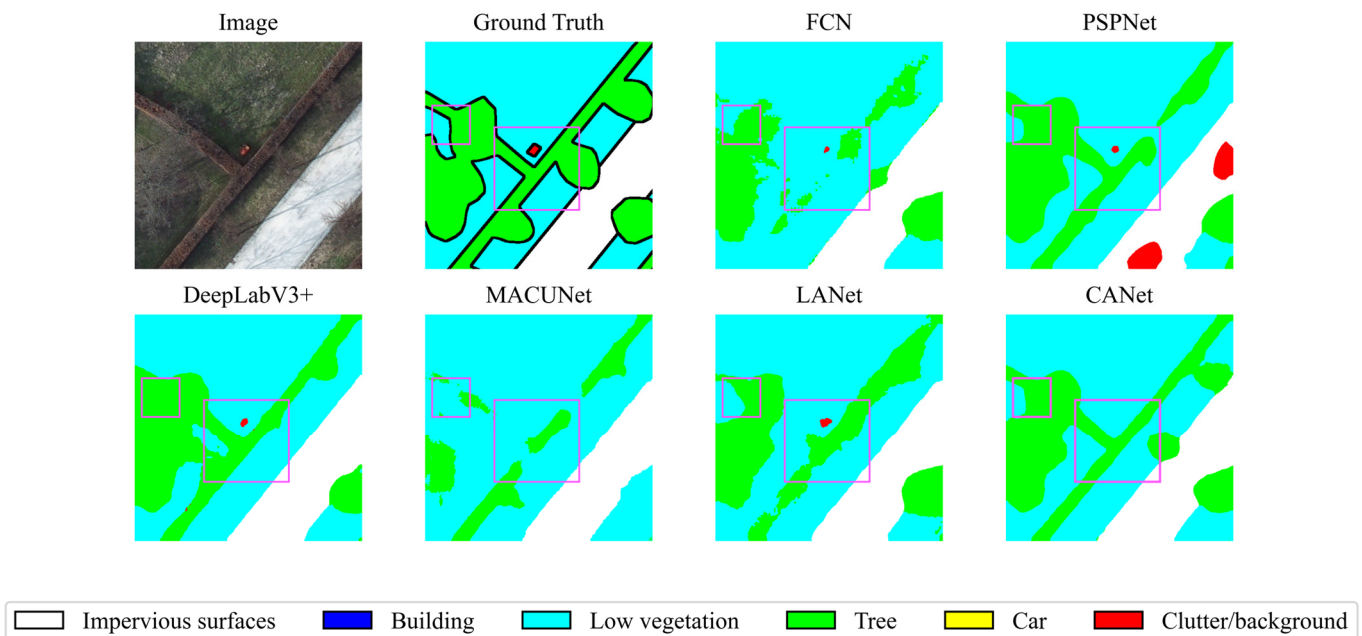 Image
Ground Truth
FCN
PSPNet
DeepLabV3+
MACUNet
LANet
CANet
Impervious surfaces
Building
Low vegetation
Tree
Car
Clutter/background